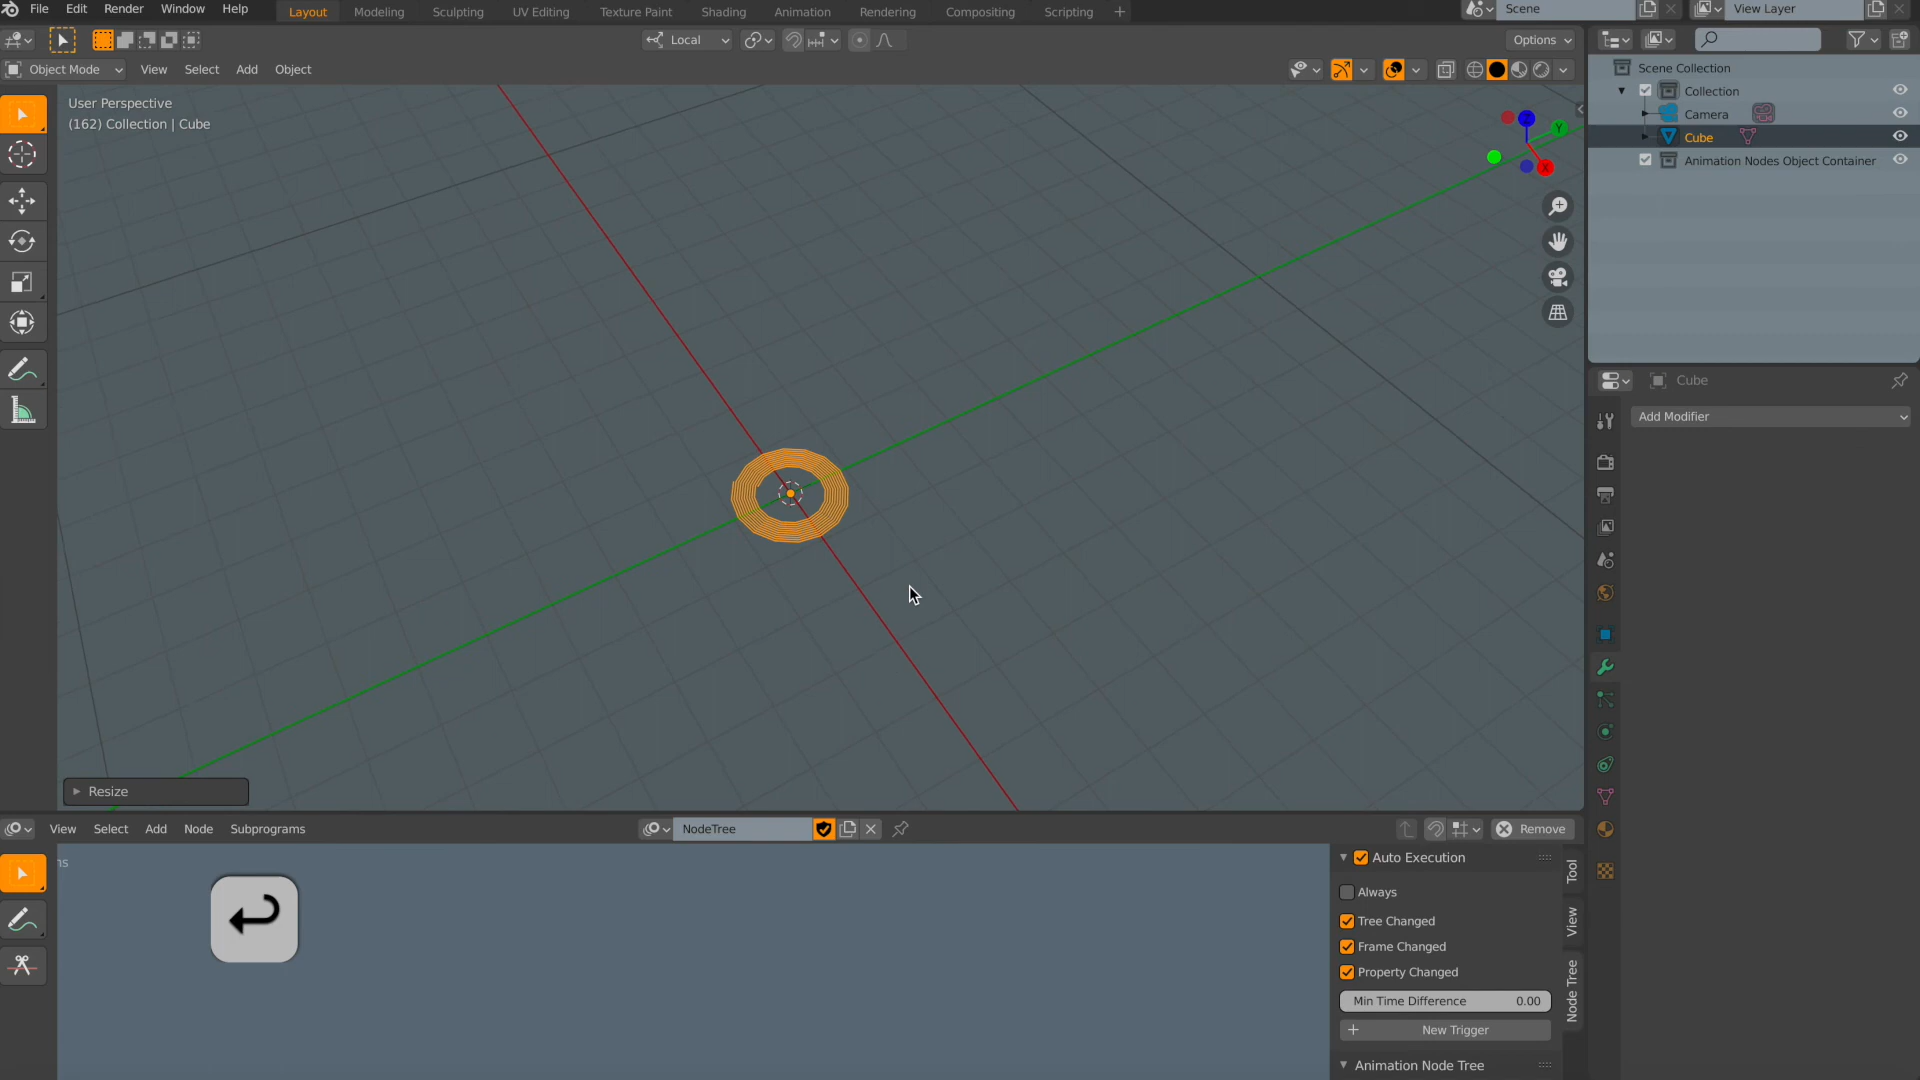 File Edit Render Window Help Layout Modeling Sculpting UV Editing Texture Paint Shading Animation Rendering Compositing Scripting + Scene View Layer
Local Options
Object Mode View Select Add Object
User Perspective
(162) Collection | Cube
Z
Y
X
Scene Collection
Collection
Camera
Cube
Animation Nodes Object Container
Cube
Add Modifier
Resize
View Select Add Node Subprograms NodeTree Remove
ns
Auto Execution
Always
Tree Changed
Frame Changed
Property Changed
Min Time Difference 0.00
+ New Trigger
Animation Node Tree
Tool
View
Node Tree